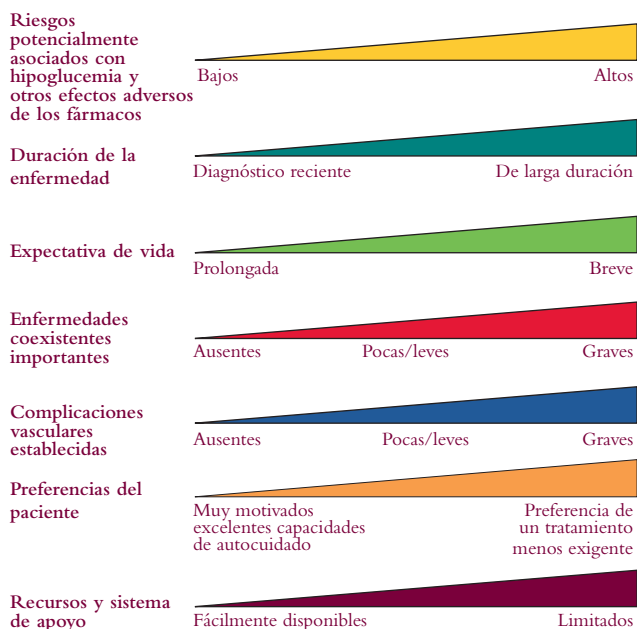 Riesgos
potencialmente
asociados con
hipoglucemia y
otros efectos adversos
de los fármacos
Bajos
Altos
Duración de la
enfermedad
Diagnóstico reciente
De larga duración
Expectativa de vida
Prolongada
Breve
Enfermedades
coexistentes
importantes
Ausentes
Pocas/leves
Graves
Complicaciones
vasculares
establecidas
Ausentes
Pocas/leves
Graves
Preferencias del
paciente
Muy motivados
excelentes capacidades
de autocuidado
Preferencia de
un tratamiento
menos exigente
Recursos y sistema
de apoyo
Fácilmente disponibles
Limitados